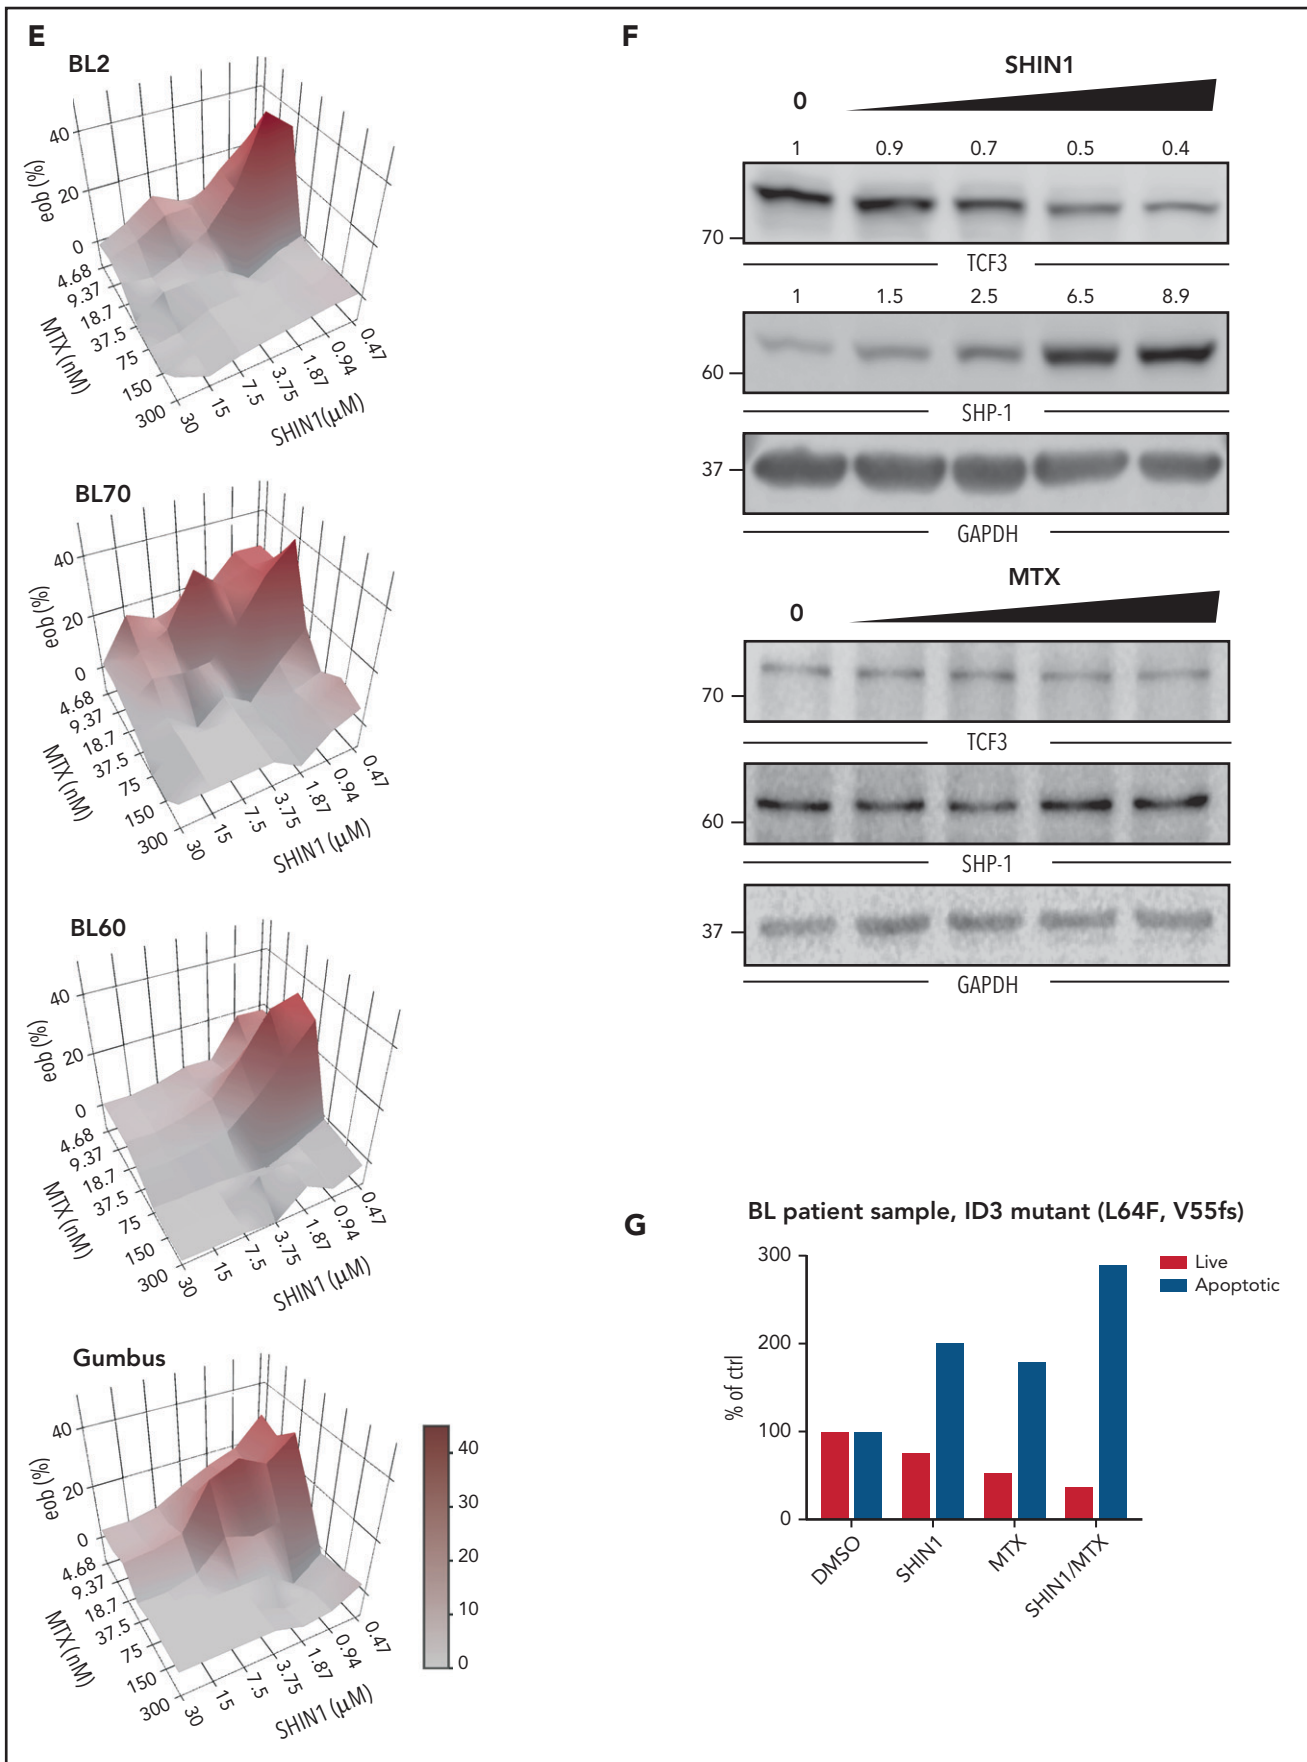 E
BL2
40
20
0
eob (%)
4.68
9.37
18.7
37.5
75
150
300
MTX (nM)
30
15
7.5
3.75
1.87
0.94
0.47
SHIN1(μM)
BL70
40
20
0
eob (%)
4.68
9.37
18.7
37.5
75
150
300
MTX (nM)
30
15
7.5
3.75
1.87
0.94
0.47
SHIN1 (μM)
BL60
40
20
0
eob (%)
4.68
9.37
18.7
37.5
75
150
300
MTX (nM)
30
15
7.5
3.75
1.87
0.94
0.47
SHIN1 (μM)
Gumbus
40
20
0
eob (%)
4.68
9.37
18.7
37.5
75
150
300
MTX (nM)
30
15
7.5
3.75
1.87
0.94
0.47
SHIN1 (μM)
40
30
20
10
0
F
SHIN1
0
1 0.9 0.7 0.5 0.4
70
TCF3
1 1.5 2.5 6.5 8.9
60
SHP-1
37
GAPDH
MTX
0
70
TCF3
60
SHP-1
37
GAPDH
G
BL patient sample, ID3 mutant (L64F, V55fs)
300
200
100
0
% of ctrl
Live
Apoptotic
DMSO
SHIN1
MTX
SHIN1/MTX